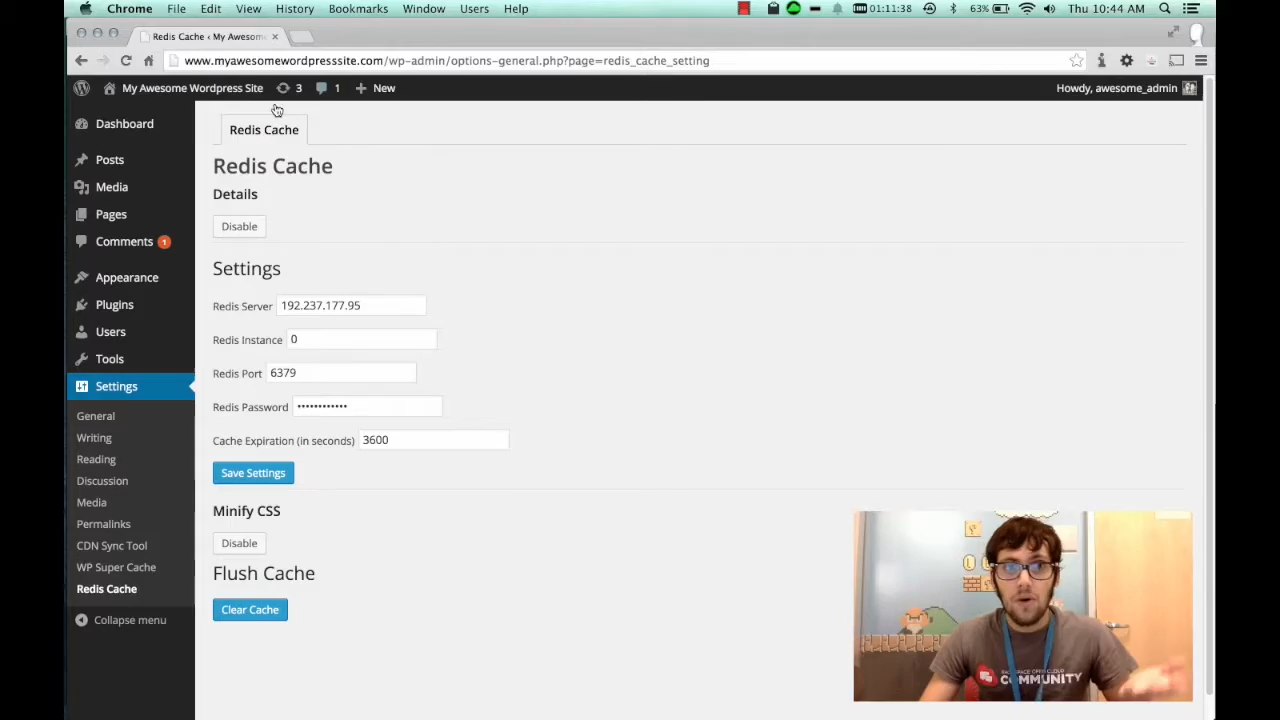 Chrome File Edit View History Bookmarks Window Users Help 01:11:38 63% Thu 10:44 AM
Redis Cache ‹ My Awesome
www.myawesomewordpresssite.com/wp-admin/options-general.php?page=redis_cache_setting
My Awesome Wordpress Site 3 1 New Howdy, awesome_admin
Dashboard
Posts
Media
Pages
Comments 1
Appearance
Plugins
Users
Tools
Settings
General
Writing
Reading
Discussion
Media
Permalinks
CDN Sync Tool
WP Super Cache
Redis Cache
Collapse menu
Redis Cache
Redis Cache
Details
Disable
Settings
Redis Server 192.237.177.95
Redis Instance 0
Redis Port 6379
Redis Password ••••••••••••
Cache Expiration (in seconds) 3600
Save Settings
Minify CSS
Disable
Flush Cache
Clear Cache
RACKSPACE OPEN CLOUD
COMMUNITY